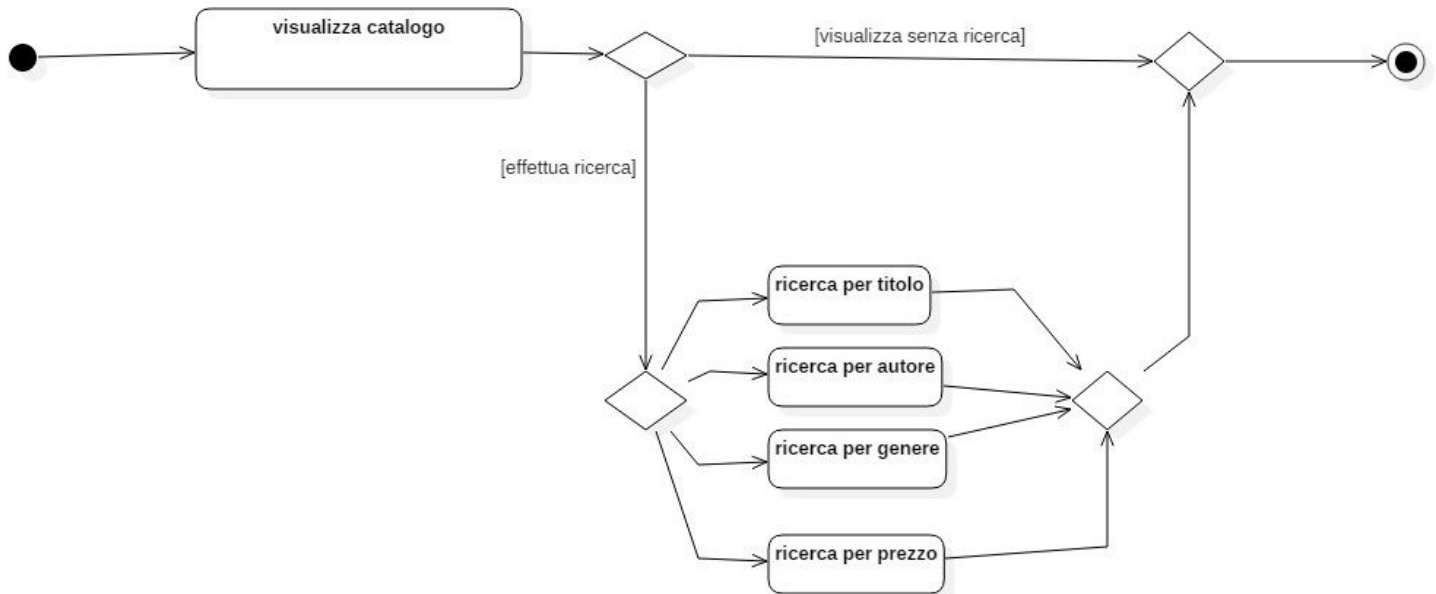 visualizza catalogo
[visualizza senza ricerca]
[effettua ricerca]
ricerca per titolo
ricerca per autore
ricerca per genere
ricerca per prezzo